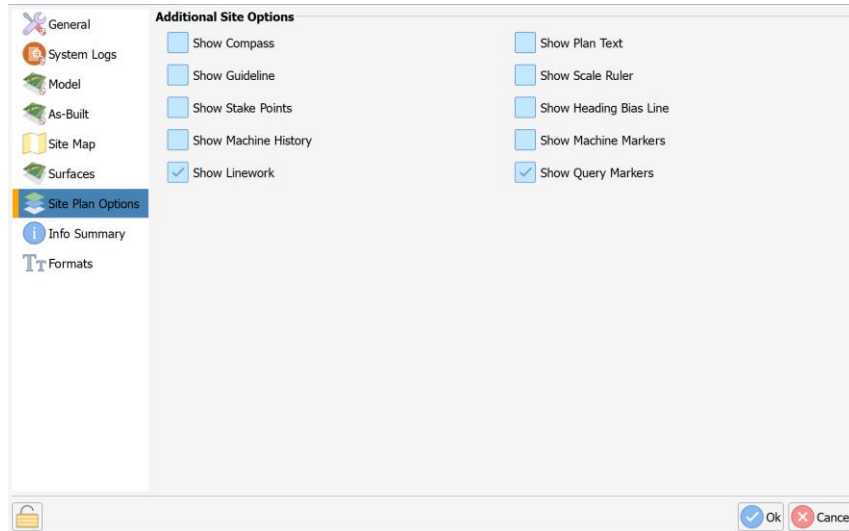 General
System Logs
Model
As-Built
Site Map
Surfaces
Site Plan Options
Info Summary
Formats
Additional Site Options
Show Compass
Show Plan Text
Show Guideline
Show Scale Ruler
Show Stake Points
Show Heading Bias Line
Show Machine History
Show Machine Markers
Show Linework
Show Query Markers
Ok
Cance